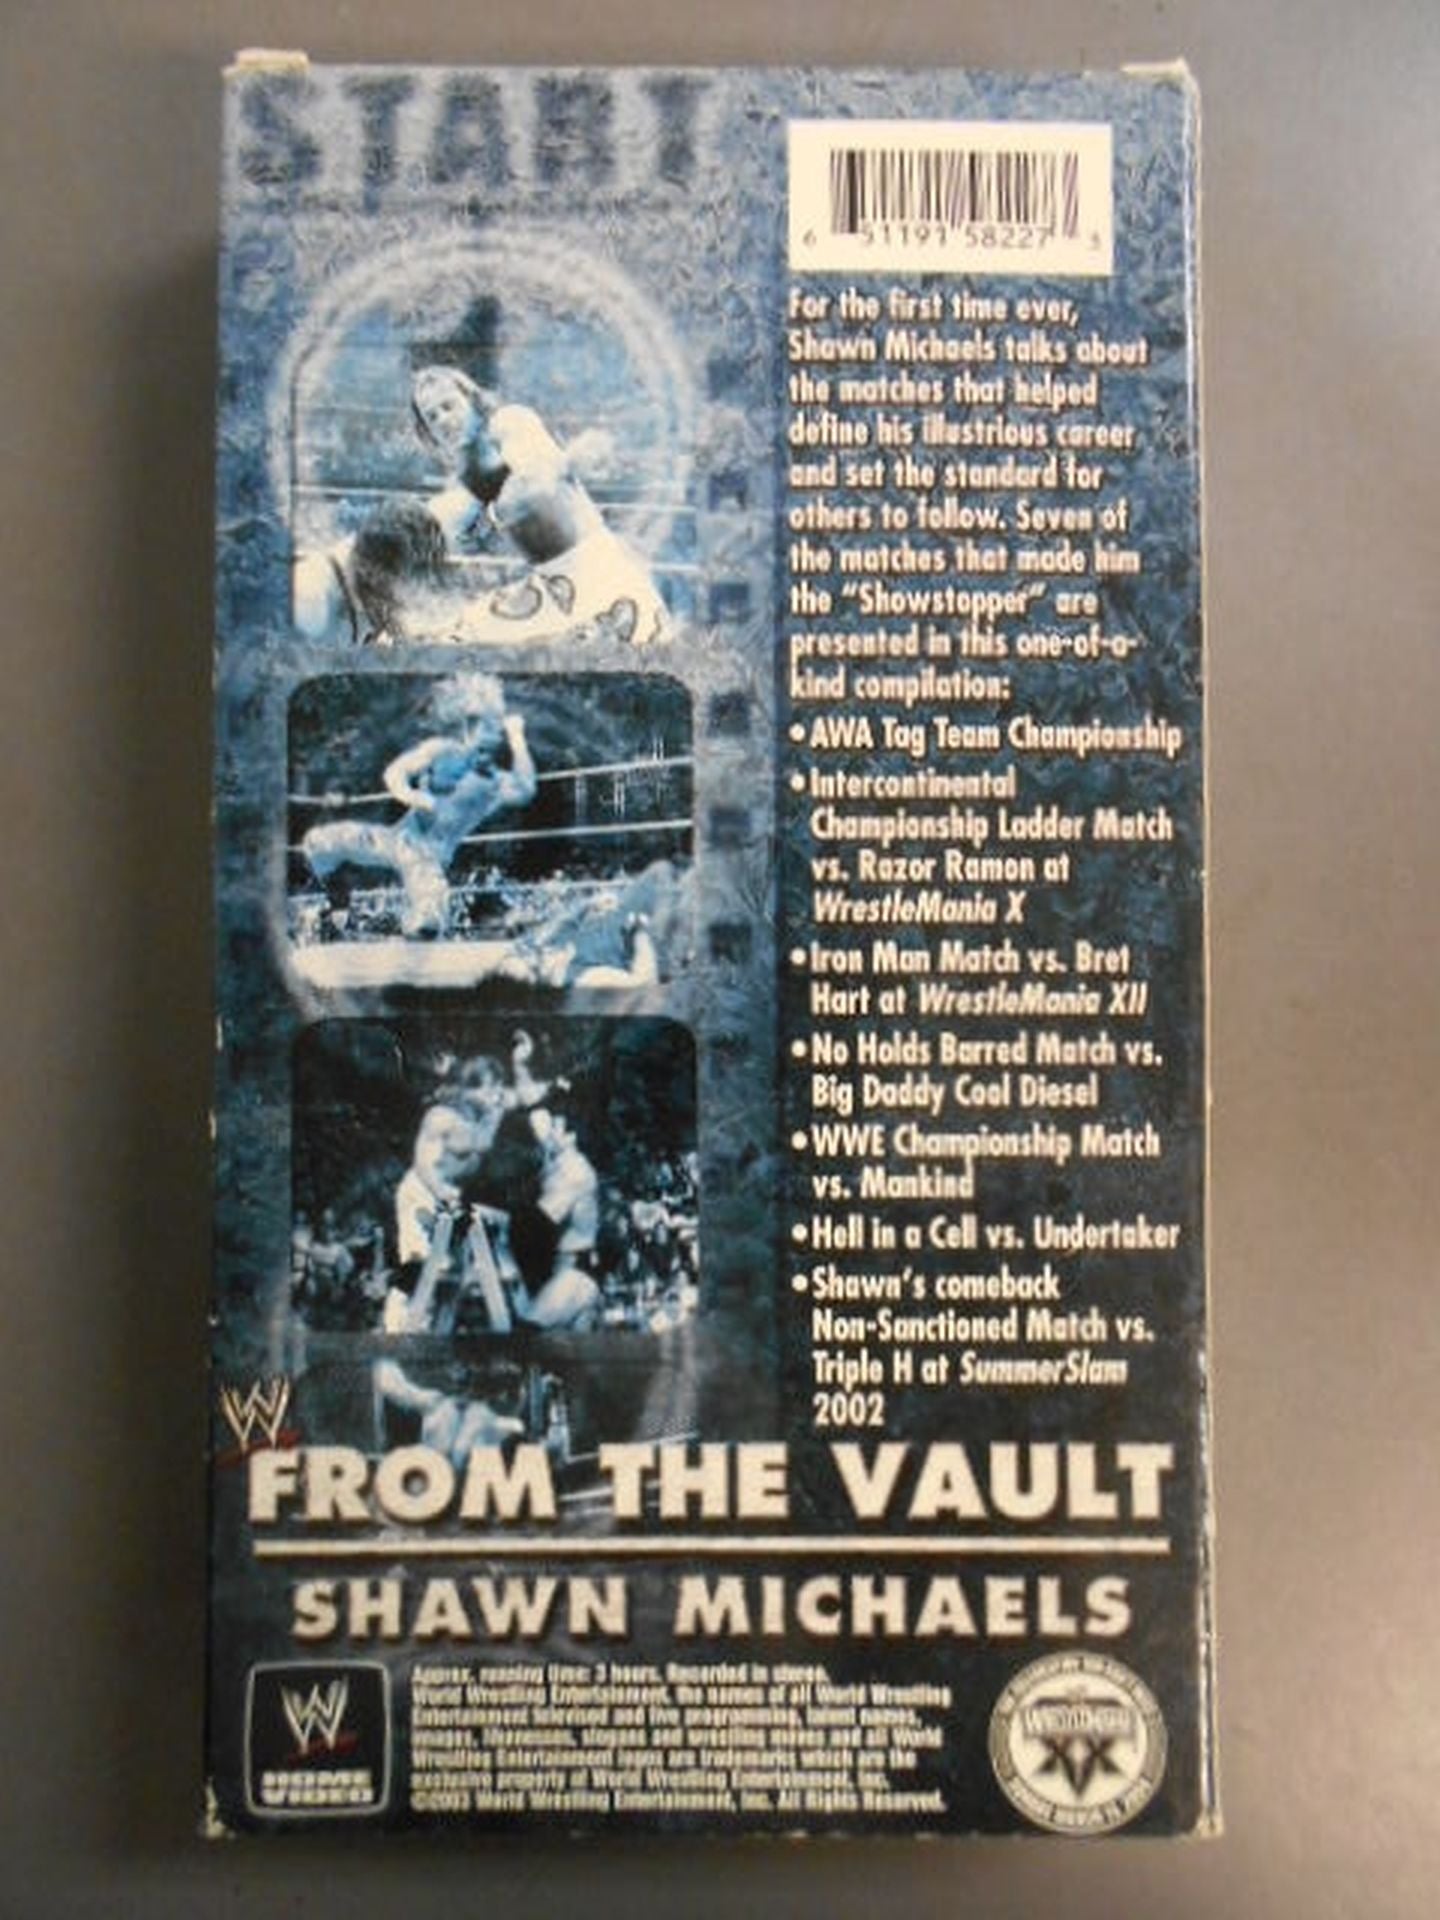 START
6 51191 58227 3
For the first time ever,
Shawn Michaels talks about
the matches that helped
define his illustrious career
and set the standard for
others to follow. Seven of
the matches that made him
the “Showstopper” are
presented in this one-of-a-
kind compilation:
• AWA Tag Team Championship
• Intercontinental
Championship Ladder Match
vs. Razor Ramon at
WrestleMania X
• Iron Man Match vs. Bret
Hart at WrestleMania XII
• No Holds Barred Match vs.
Big Daddy Cool Diesel
• WWE Championship Match
vs. Mankind
• Hell in a Cell vs. Undertaker
• Shawn's comeback
Non-Sanctioned Match vs.
Triple H at SummerSlam
2002
W
FROM THE VAULT
SHAWN MICHAELS
W
HOME
VIDEO
Approx. running time: 3 hours. Recorded in stereo.
World Wrestling Entertainment, the names of all World Wrestling
Entertainment televised and live programming, talent names,
images, likenesses, slogans and wrestling moves and all World
Wrestling Entertainment logos are trademarks which are the
exclusive property of World Wrestling Entertainment, Inc.
©2003 World Wrestling Entertainment, Inc. All Rights Reserved.
WrestleMania
XX